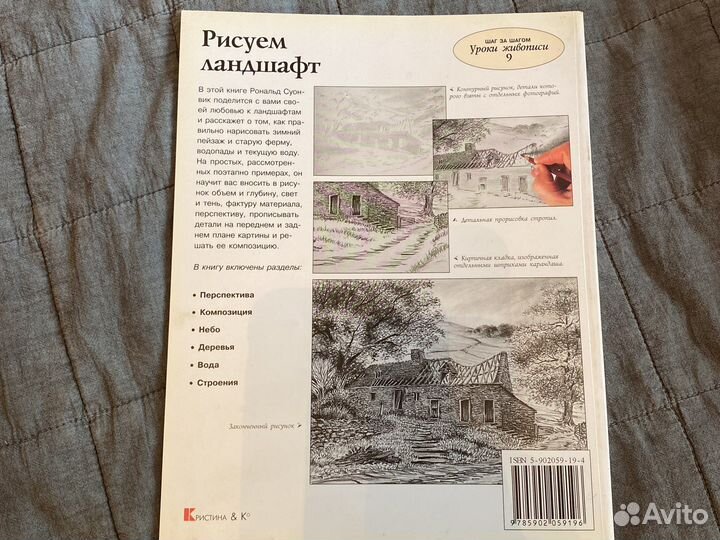 Рисуем
ландшафт
ШАГ ЗА ШАГОМ
Уроки живописи
9
В этой книге Рональд Суон-
вик поделится с вами сво-
ей любовью к ландшафтам
и расскажет о том, как пра-
вильно нарисовать зимний
пейзаж и старую ферму,
водопады и текущую воду.
На простых, рассмотрен-
ных поэтапно примерах, он
научит вас вносить в рису-
нок объем и глубину, свет
и тень, фактуру материала,
перспективу, прописывать
детали на переднем и зад-
нем плане картины и ре-
шать ее композицию.
В книгу включены разделы:
• Перспектива
• Композиция
• Небо
• Деревья
• Вода
• Строения
Контурный рисунок, детали кото-
рого взяты с отдельных фотографий.
Детальная прорисовка стропил.
Кирпичная кладка, изображенная
отдельными штрихами карандаша.
Законченный рисунок
КРИСТИНА & К°
ISBN 5-902059-19-4
9785902059196
Avito